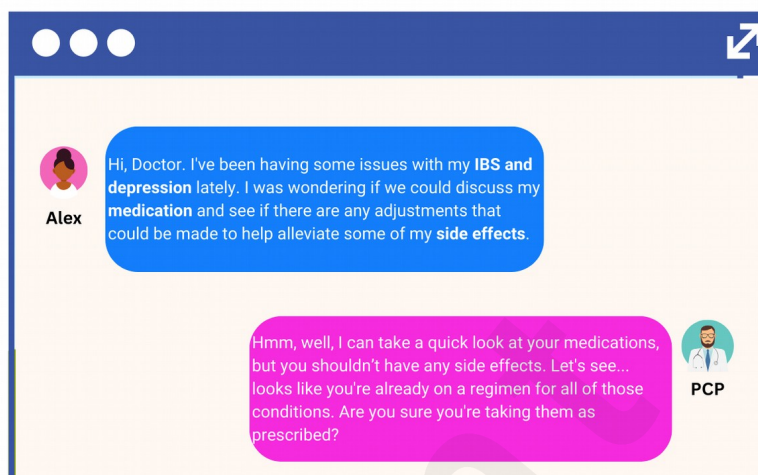 Hi, Doctor. I've been having some issues with my IBS and
depression lately. I was wondering if we could discuss my
medication and see if there are any adjustments that
could be made to help alleviate some of my side effects.
Alex
Hmm, well, I can take a quick look at your medications,
but you shouldn’t have any side effects. Let's see...
looks like you're already on a regimen for all of those
conditions. Are you sure you're taking them as
prescribed?
PCP